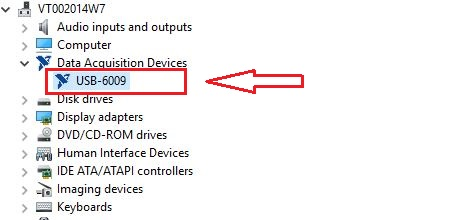 VT002014W7
Audio inputs and outputs
Computer
Data Acquisition Devices
USB-6009
Disk drives
Display adapters
DVD/CD-ROM drives
Human Interface Devices
IDE ATA/ATAPI controllers
Imaging devices
Keyboards